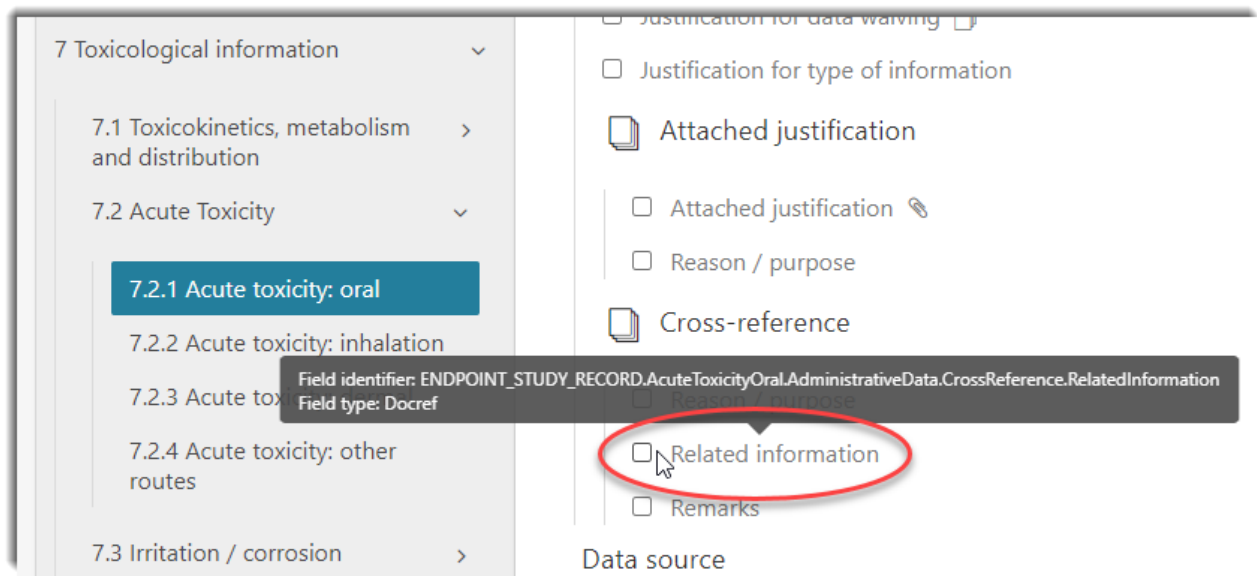 7 Toxicological information
7.1 Toxicokinetics, metabolism
and distribution
7.2 Acute Toxicity
7.2.1 Acute toxicity: oral
7.2.2 Acute toxicity: inhalation
7.2.3 Acute toxicity: dermal
7.2.4 Acute toxicity: other
routes
7.3 Irritation / corrosion
Justification for data waiving
Justification for type of information
Attached justification
Attached justification
Reason / purpose
Cross-reference
Field identifier: ENDPOINT_STUDY_RECORD.AcuteToxicityOral.AdministrativeData.CrossReference.RelatedInformation
Field type: Docref
Reason / purpose
Related information
Remarks
Data source